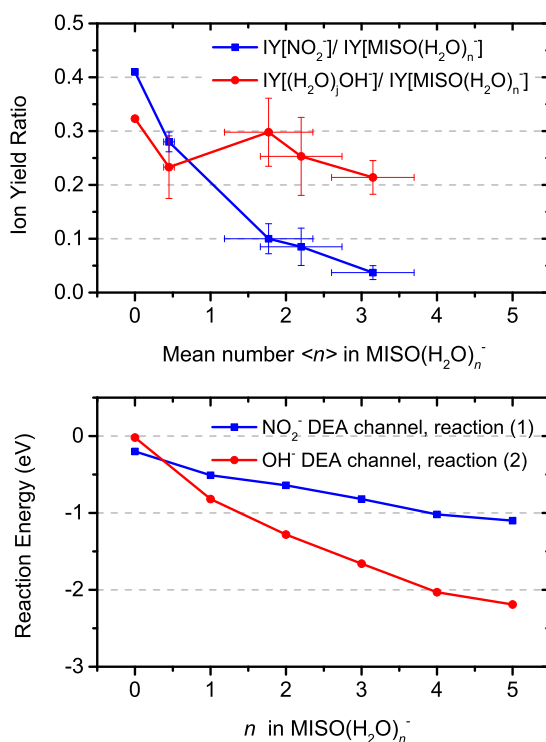 0.5
0.4
0.3
0.2
0.1
0.0
Ion Yield Ratio
IY[NO₂⁻]/ IY[MISO(H₂O)ₙ⁻]
IY[(H₂O)ⱼOH⁻]/ IY[MISO(H₂O)ₙ⁻]
0 1 2 3 4 5
Mean number <n> in MISO(H₂O)ₙ⁻
0
-1
-2
-3
Reaction Energy (eV)
NO₂⁻ DEA channel, reaction (1)
OH⁻ DEA channel, reaction (2)
0 1 2 3 4 5
n in MISO(H₂O)ₙ⁻